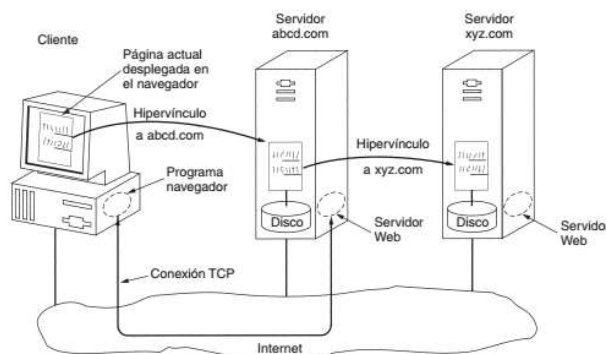 Cliente
Página actual
desplegada en
el navegador
Hipervínculo
a abcd.com
Programa
navegador
Servidor
abcd.com
Disco
Servidor
Web
Hipervínculo
a xyz.com
Servidor
xyz.com
Disco
Servidor
Web
Conexión TCP
Internet